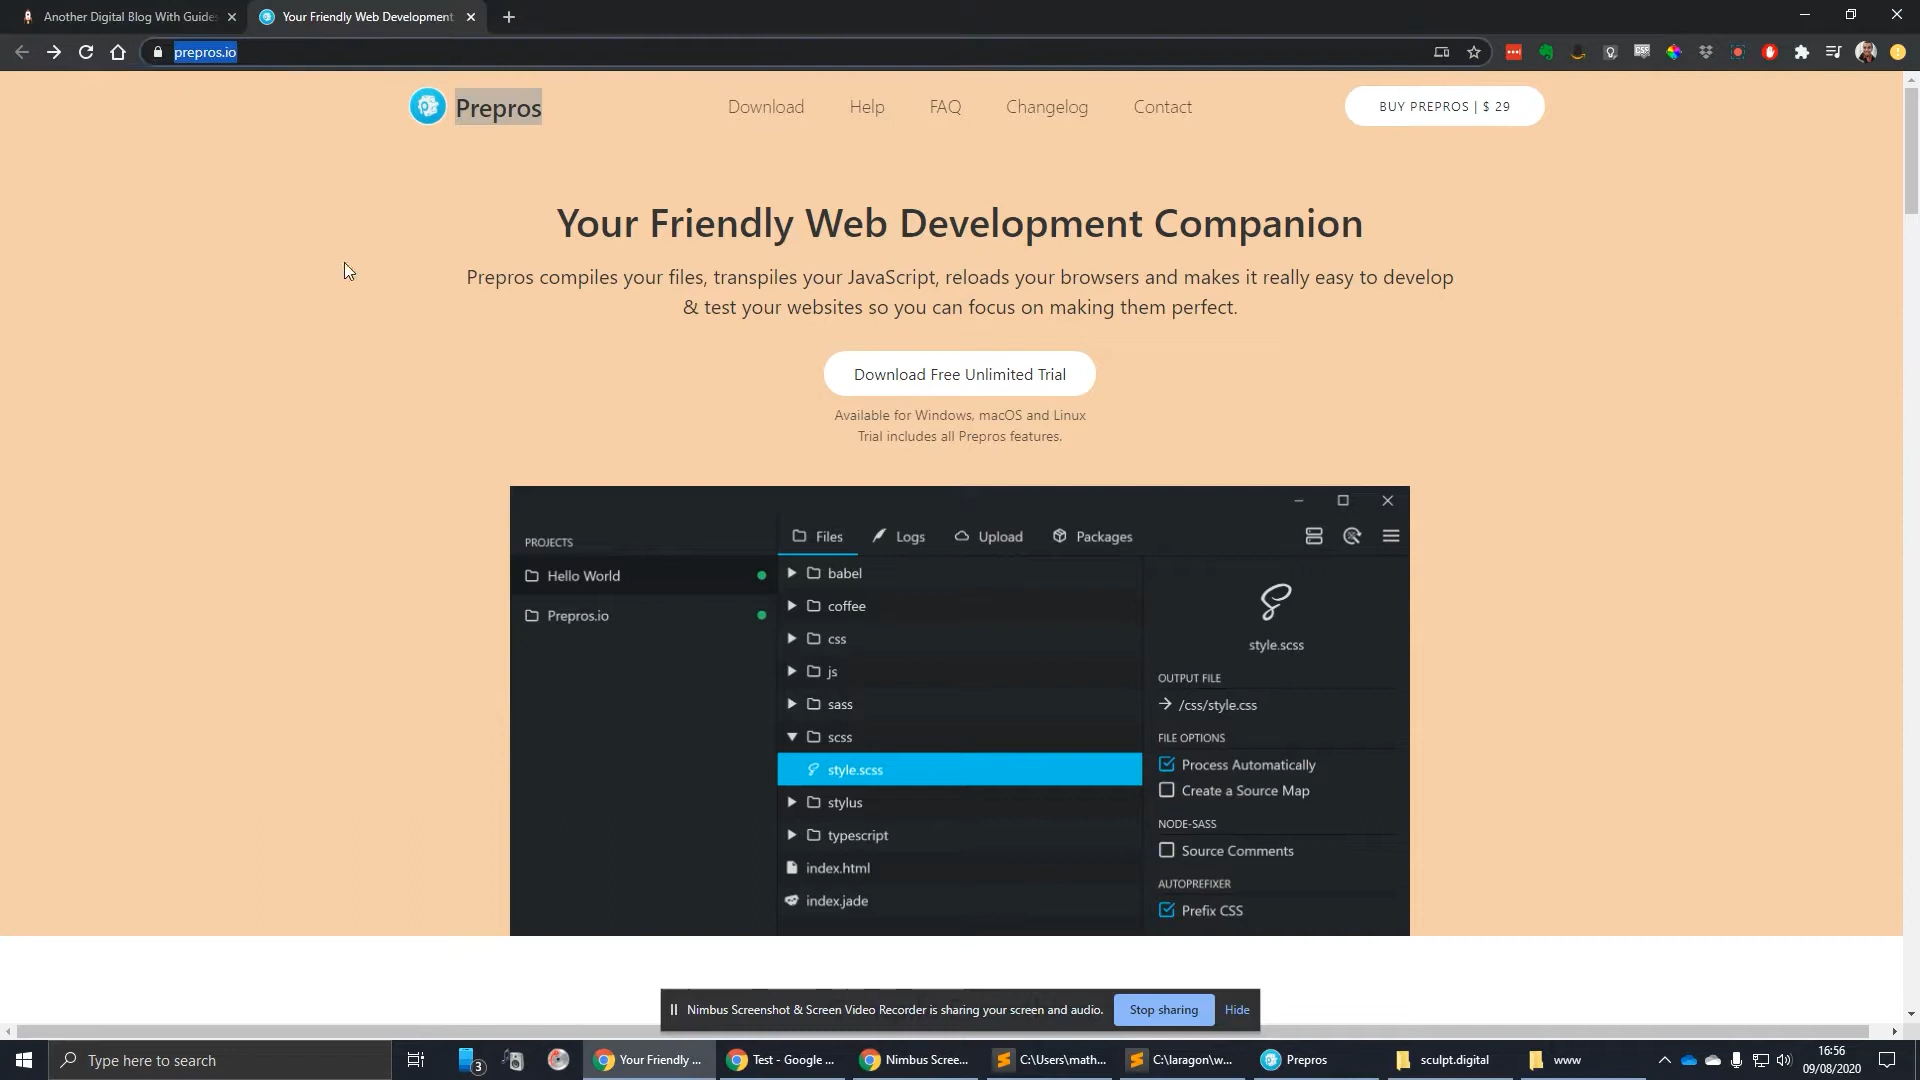 Another Digital Blog With Guides
Your Friendly Web Development
prepros.io
Prepros
Download
Help
FAQ
Changelog
Contact
BUY PREPROS | $ 29
Your Friendly Web Development Companion
Prepros compiles your files, transpiles your JavaScript, reloads your browsers and makes it really easy to develop
& test your websites so you can focus on making them perfect.
Download Free Unlimited Trial
Available for Windows, macOS and Linux
Trial includes all Prepros features.
PROJECTS
Hello World
Prepros.io
Files
Logs
Upload
Packages
babel
coffee
css
js
sass
scss
style.scss
stylus
typescript
index.html
index.jade
style.scss
OUTPUT FILE
/css/style.css
FILE OPTIONS
Process Automatically
Create a Source Map
NODE-SASS
Source Comments
AUTOPREFIXER
Prefix CSS
Nimbus Screenshot & Screen Video Recorder is sharing your screen and audio.
Stop sharing
Hide
Type here to search
3
Your Friendly ...
Test - Google ...
Nimbus Scree...
C:\Users\math...
C:\laragon\w...
Prepros
sculpt.digital
www
16:56
09/08/2020